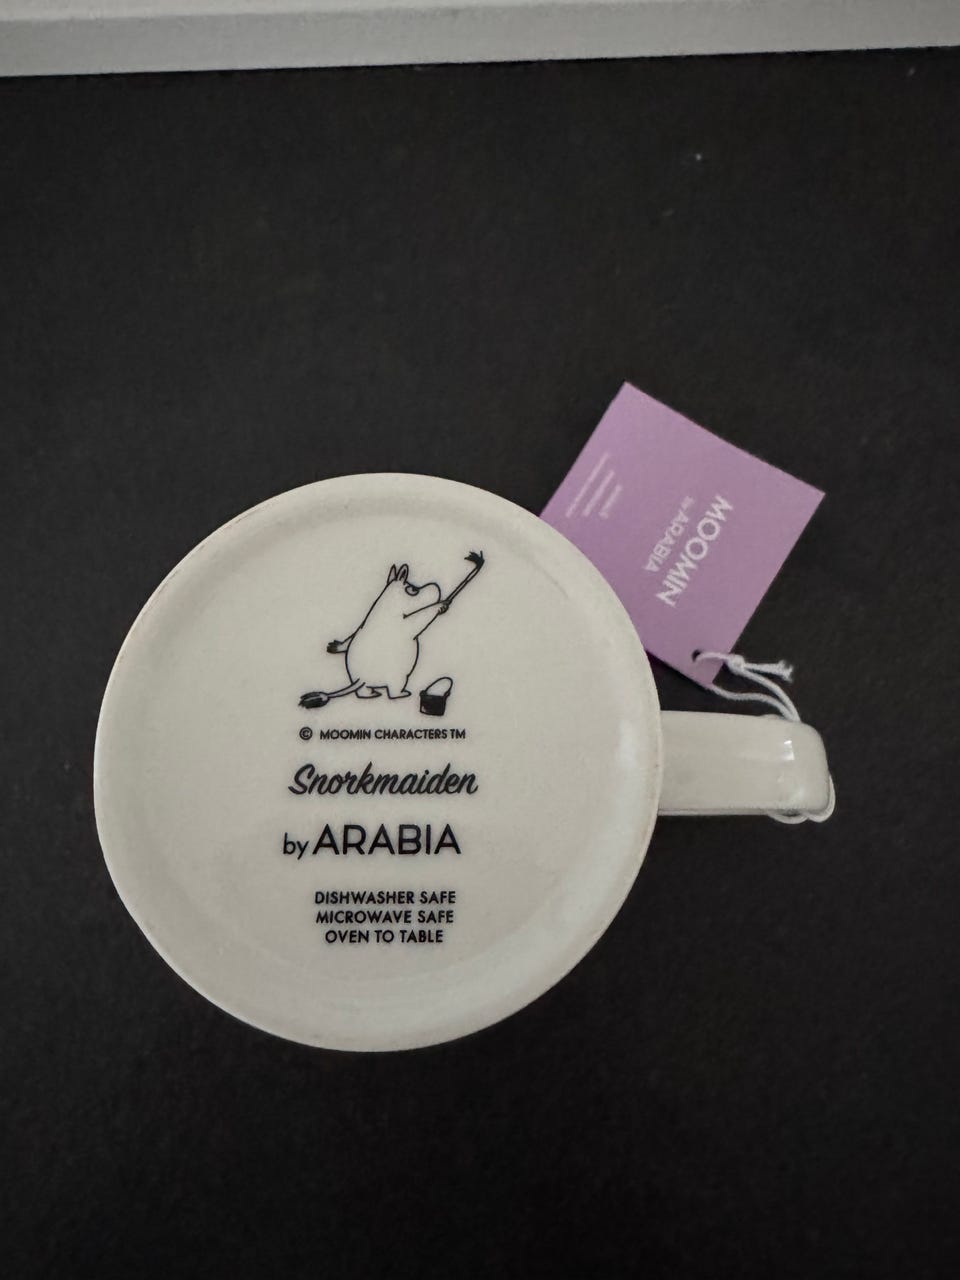 © MOOMIN CHARACTERS TM
Snorkmaiden
by ARABIA
DISHWASHER SAFE
MICROWAVE SAFE
OVEN TO TABLE
MOOMIN
by ARABIA